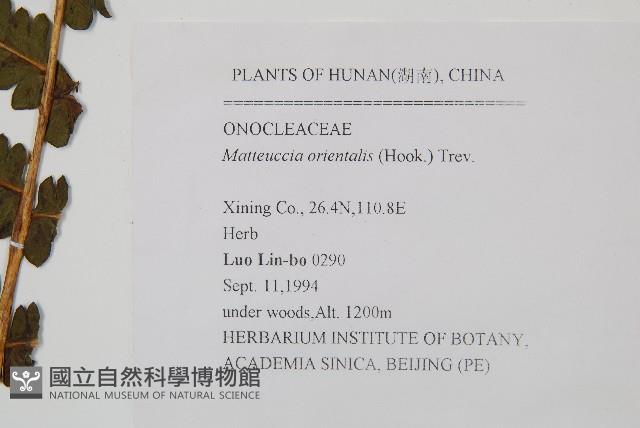 PLANTS OF HUNAN(湖南), CHINA
==============================
ONOCLEACEAE
Matteuccia orientalis (Hook.) Trev.
Xining Co., 26.4N,110.8E
Herb
Luo Lin-bo 0290
Sept. 11,1994
under woods,Alt. 1200m
HERBARIUM INSTITUTE OF BOTANY,
ACADEMIA SINICA, BEIJING (PE)
國立自然科學博物館
NATIONAL MUSEUM OF NATURAL SCIENCE